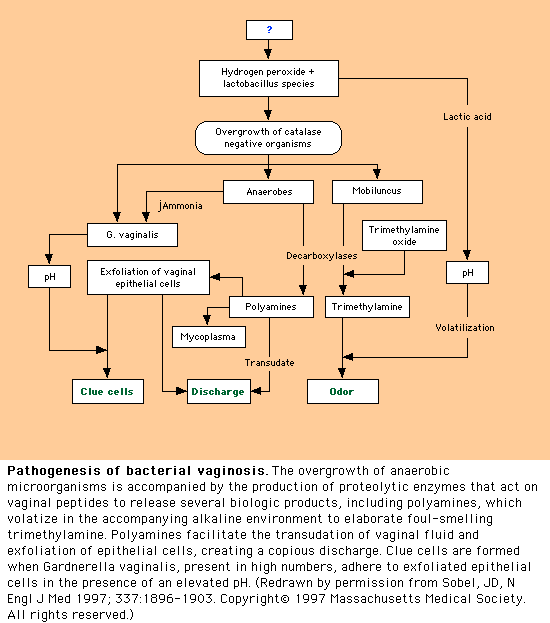 ?
Hydrogen peroxide +
lactobacillus species
Lactic acid
Overgrowth of catalase
negative organisms
Anaerobes
Mobiluncus
jAmmonia
G. vaginalis
Trimethylamine
oxide
Decarboxylases
pH
Exfoliation of vaginal
epithelial cells
pH
Polyamines
Trimethylamine
Mycoplasma
Volatilization
Transudate
Clue cells
Discharge
Odor
Pathogenesis of bacterial vaginosis. The overgrowth of anaerobic
microorganisms is accompanied by the production of proteolytic enzymes that act on
vaginal peptides to release several biologic products, including polyamines, which
volatize in the accompanying alkaline environment to elaborate foul-smelling
trimethylamine. Polyamines facilitate the transudation of vaginal fluid and
exfoliation of epithelial cells, creating a copious discharge. Clue cells are formed
when Gardnerella vaginalis, present in high numbers, adhere to exfoliated epithelial
cells in the presence of an elevated pH. (Redrawn by permission from Sobel, JD, N
Engl J Med 1997; 337:1896-1903. Copyright© 1997 Massachusetts Medical Society.
All rights reserved.)